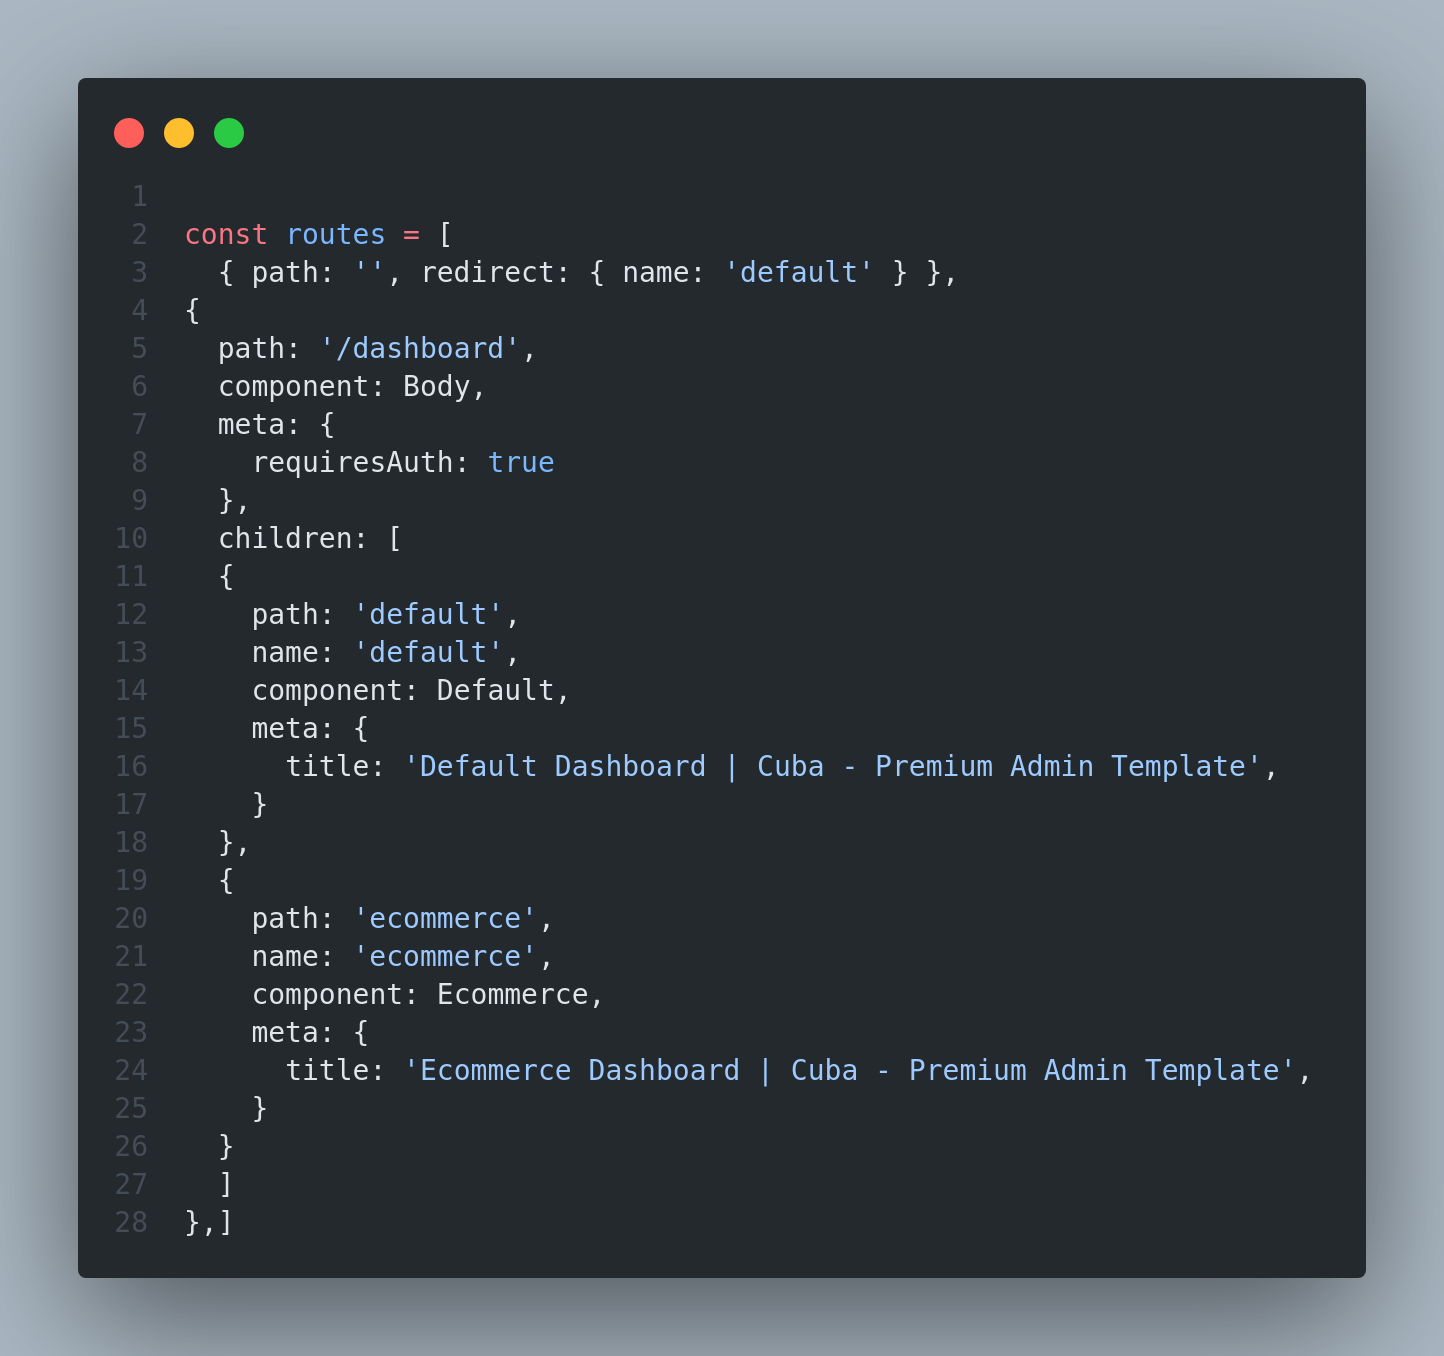 1
2 const routes = [
3   { path: '', redirect: { name: 'default' } },
4 {
5   path: '/dashboard',
6   component: Body,
7   meta: {
8     requiresAuth: true
9   },
10   children: [
11   {
12     path: 'default',
13     name: 'default',
14     component: Default,
15     meta: {
16       title: 'Default Dashboard | Cuba - Premium Admin Template',
17     }
18   },
19   {
20     path: 'ecommerce',
21     name: 'ecommerce',
22     component: Ecommerce,
23     meta: {
24       title: 'Ecommerce Dashboard | Cuba - Premium Admin Template',
25     }
26   }
27   ]
28 },]